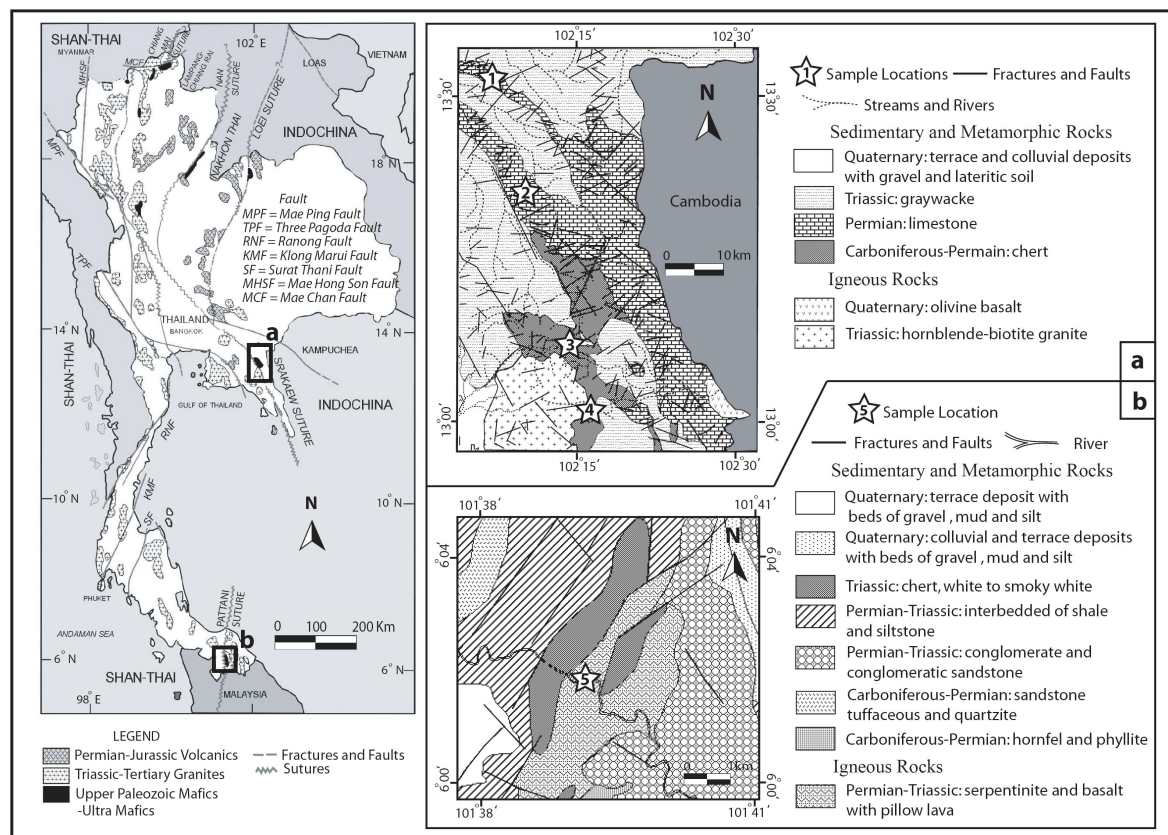 SHAN-THAI
MYANMAR
MHSF
MCF
CHIANG
MAI
SUTURE
LAMPANG-
CHIANG RAI
NAN
SUTURE
102°E
LOEI SUTURE ?
LOAS
VIETNAM
INDOCHINA
NAKHON THAI
MPF
18°N
Fault
MPF = Mae Ping Fault
TPF = Three Pagoda Fault
RNF = Ranong Fault
KMF = Klong Marui Fault
SF = Surat Thani Fault
MHSF = Mae Hong Son Fault
MCF = Mae Chan Fault
TPF
THAILAND
BANGKOK
14°N
14°N
a
KAMPUCHEA
SRAKAEW SUTURE
SHAN-THAI
GULF OF THAILAND
INDOCHINA
RNF
KMF
SF
10°N
10°N
N
PHUKET
PATTANI
SUTURE
0 100 200 Km
ANDAMAN SEA
b
6°N
6°N
SHAN-THAI
MALAYSIA
98°E
LEGEND
Permian-Jurassic Volcanics
Triassic-Tertiary Granites
Upper Paleozoic Mafics
-Ultra Mafics
Fractures and Faults
Sutures
102°15′
102°30′
13°30′
13°30′
1
2
3
4
N
Cambodia
0 10 km
13°00′
13°00′
102°15′
102°30′
1 Sample Locations
Fractures and Faults
Streams and Rivers
Sedimentary and Metamorphic Rocks
Quaternary: terrace and colluvial deposits
with gravel and lateritic soil
Triassic: graywacke
Permian: limestone
Carboniferous-Permain: chert
Igneous Rocks
Quaternary: olivine basalt
Triassic: hornblende-biotite granite
a
b
101°38′
101°41′
6°04′
6°04′
N
5
0 1km
6°00′
6°00′
101°38′
101°41′
5 Sample Location
Fractures and Faults
River
Sedimentary and Metamorphic Rocks
Quaternary: terrace deposit with
beds of gravel , mud and silt
Quaternary: colluvial and terrace deposits
with beds of gravel , mud and silt
Triassic: chert, white to smoky white
Permian-Triassic: interbedded of shale
and siltstone
Permian-Triassic: conglomerate and
conglomeratic sandstone
Carboniferous-Permian: sandstone
tuffaceous and quartzite
Carboniferous-Permian: hornfel and phyllite
Igneous Rocks
Permian-Triassic: serpentinite and basalt
with pillow lava